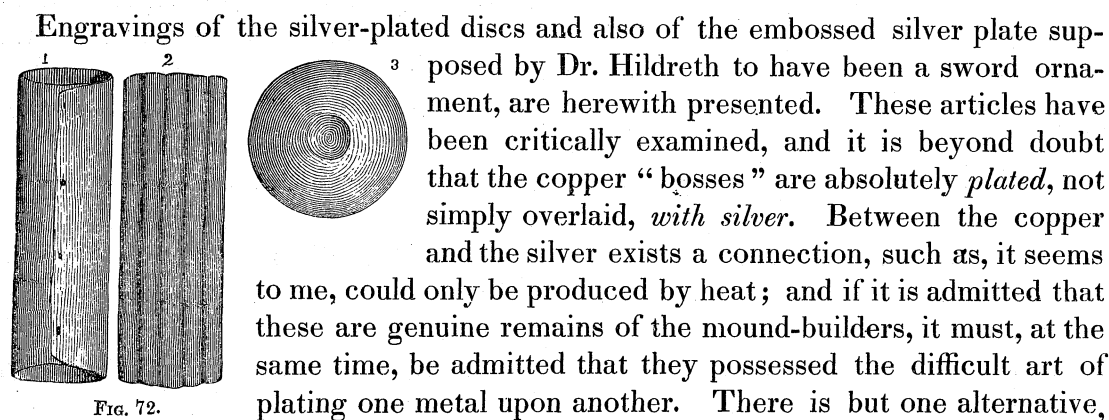 Engravings of the silver-plated discs and also of the embossed silver plate sup-
1 2 3
posed by Dr. Hildreth to have been a sword orna-
ment, are herewith presented. These articles have
been critically examined, and it is beyond doubt
that the copper “ bosses ” are absolutely plated, not
simply overlaid, with silver. Between the copper
and the silver exists a connection, such as, it seems
to me, could only be produced by heat; and if it is admitted that
these are genuine remains of the mound-builders, it must, at the
same time, be admitted that they possessed the difficult art of
plating one metal upon another. There is but one alternative,
Fig. 72.